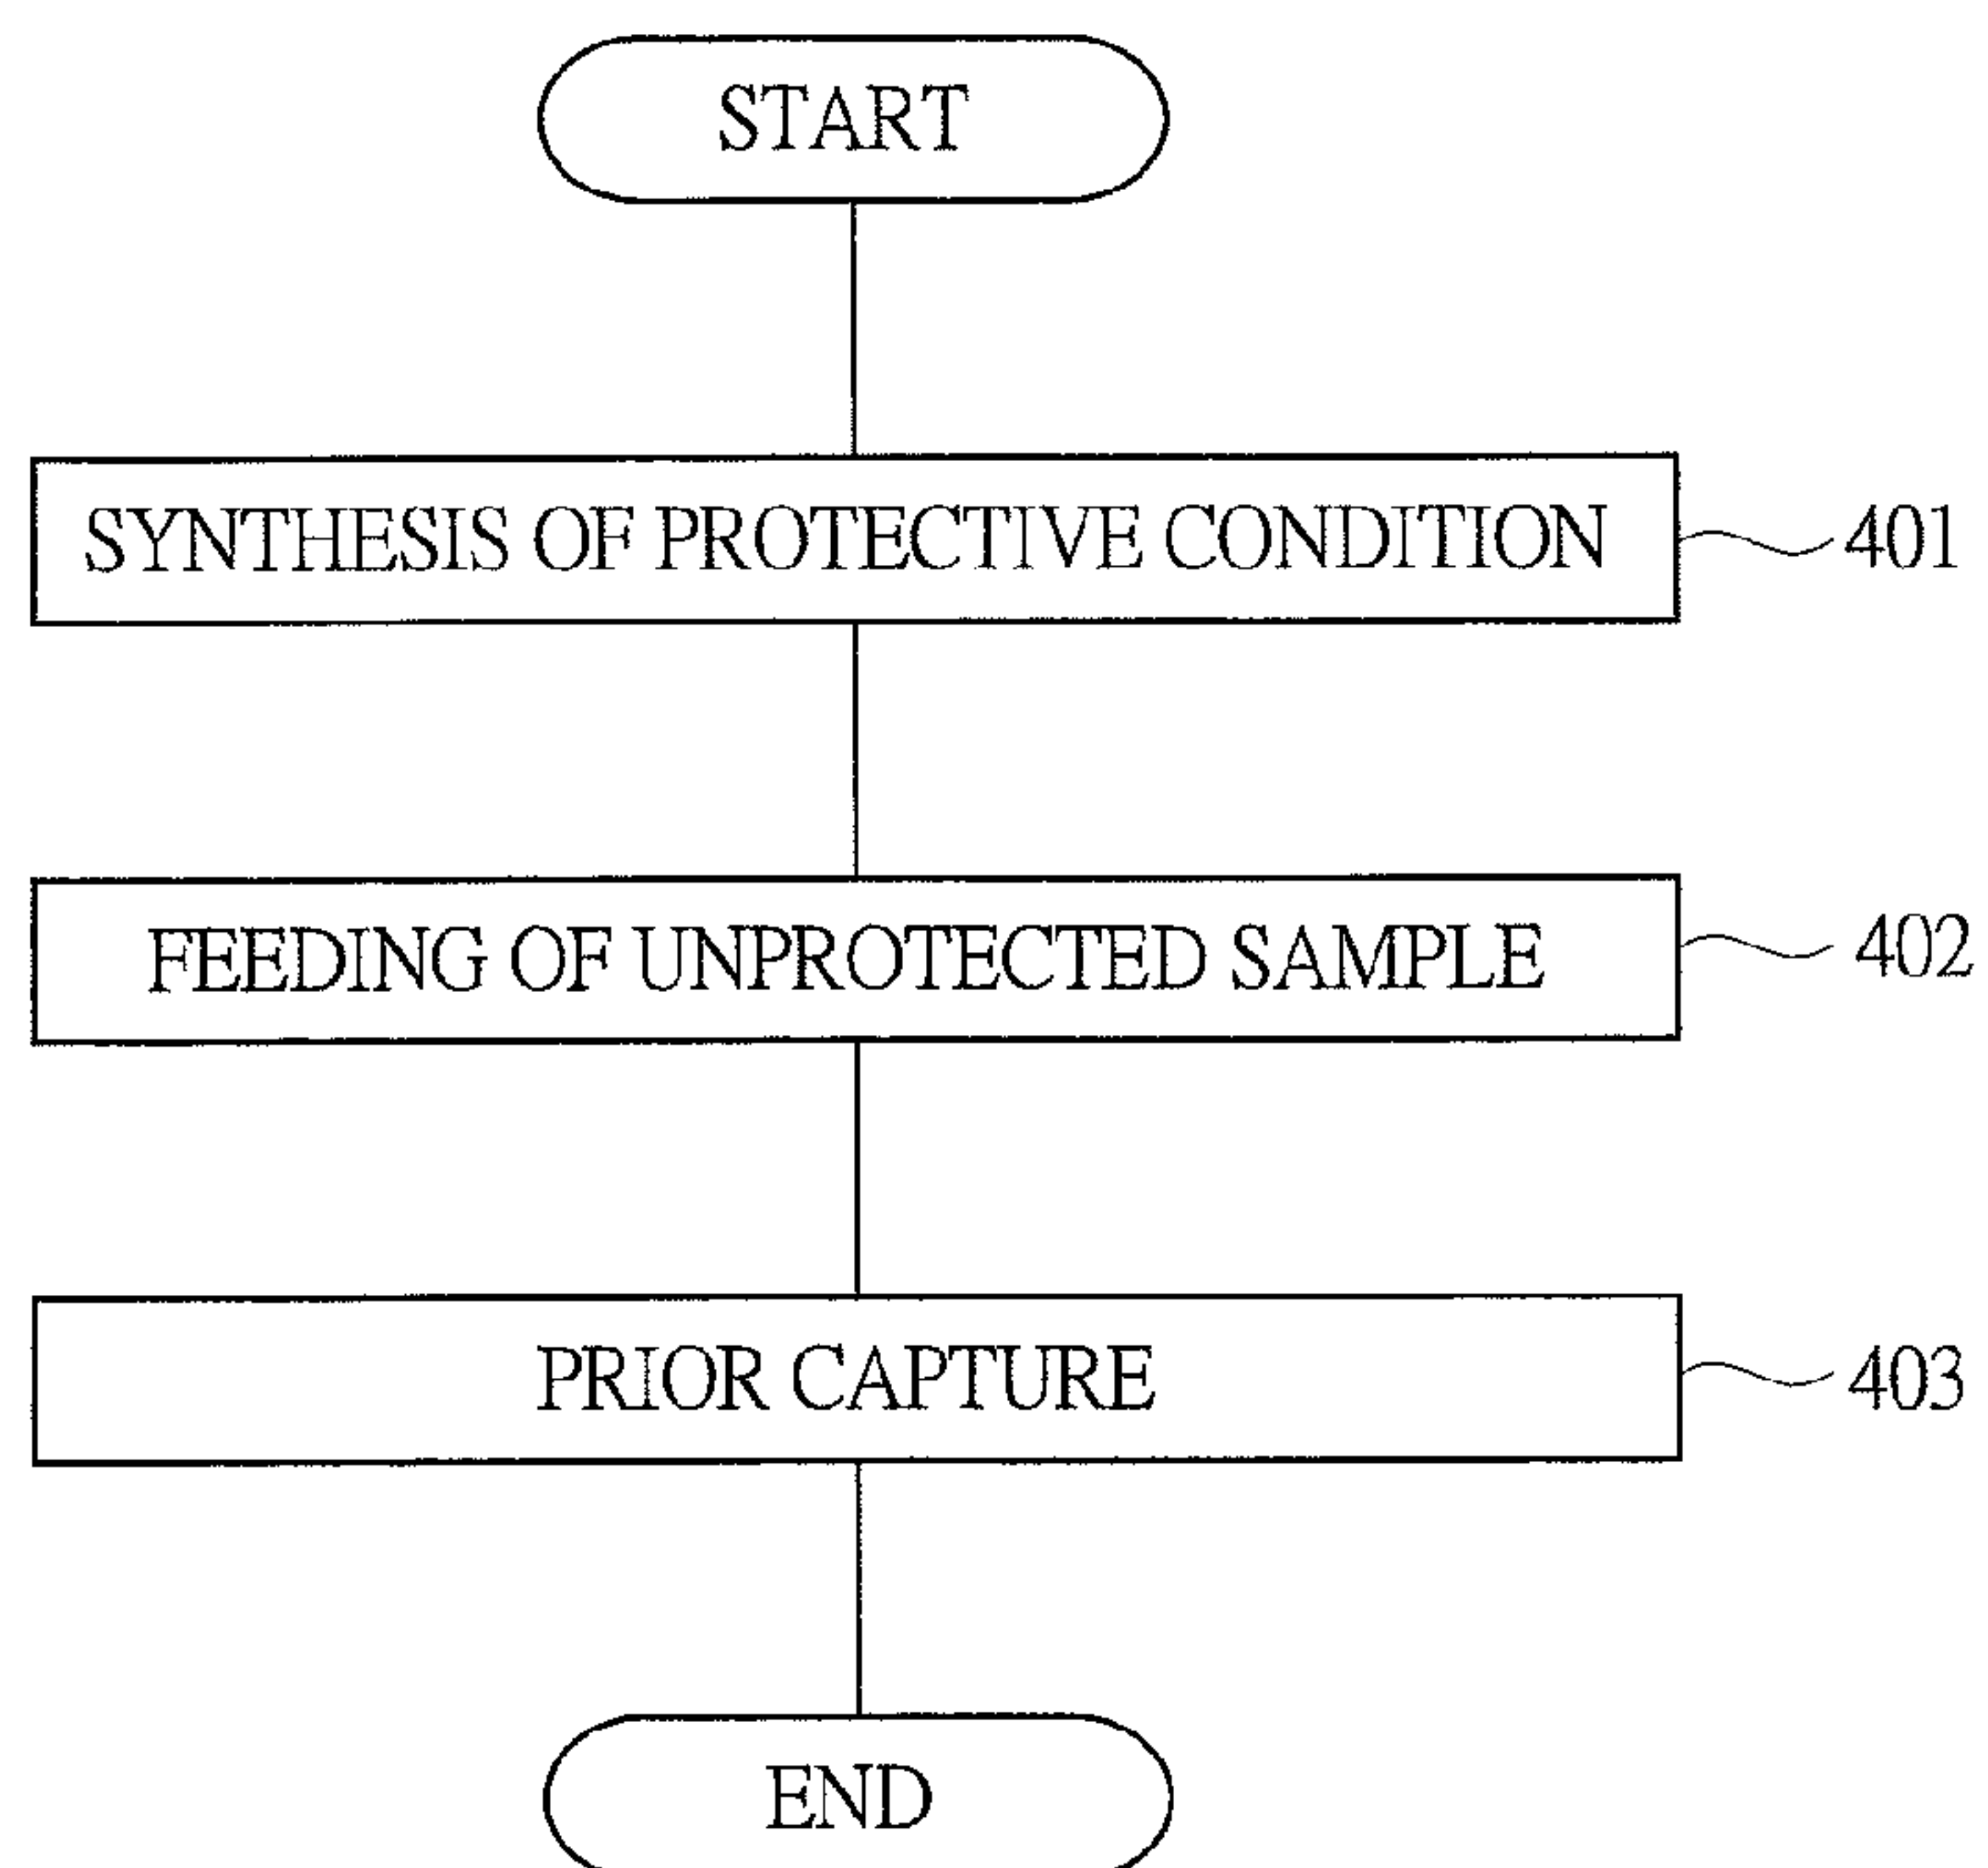 START
SYNTHESIS OF PROTECTIVE CONDITION 401
FEEDING OF UNPROTECTED SAMPLE 402
PRIOR CAPTURE 403
END